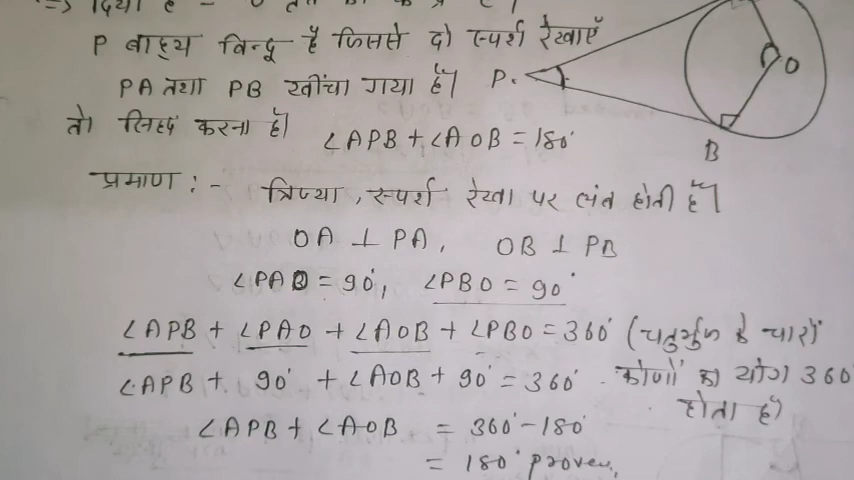 => दिया है - O
P बाह्य बिन्दू है जिससे दो स्पर्श रेखाएँ
PA तथा PB खींचा गया है। P.
O
तो सिद्ध करना है।
∠APB + ∠AOB = 180°
B
प्रमाण :- त्रिज्या, स्पर्श रेखा पर लंब होती है।
OA ⊥ PA, OB ⊥ PB
∠PAO = 90°, ∠PBO = 90°
∠APB + ∠PAO + ∠AOB + ∠PBO = 360° (चतुर्भुज के चारों
∠APB + 90° + ∠AOB + 90° = 360° . कोणों का योग 360
होता है)
∠APB + ∠AOB = 360° - 180°
= 180° proven,